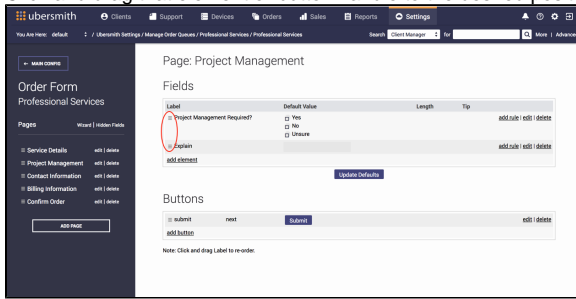 ubersmith Clients Support Devices Orders Sales Reports Settings
You Are Here: default / Ubersmith Settings / Manage Order Queues / Professional Services / Professional Services Search Client Manager for More | Advance
← MAIN CONFIG
Order Form
Professional Services
Pages Wizard | Hidden Fields
Service Details edit | delete
Project Management edit | delete
Contact Information edit | delete
Billing Information edit | delete
Confirm Order edit | delete
ADD PAGE
Page: Project Management
Fields
Label Default Value Length Tip
Project Management Required? Yes add rule | edit | delete
No
Unsure
Explain add rule | edit | delete
add element
Update Defaults
Buttons
submit next Submit edit | delete
add button
Note: Click and drag Label to re-order.